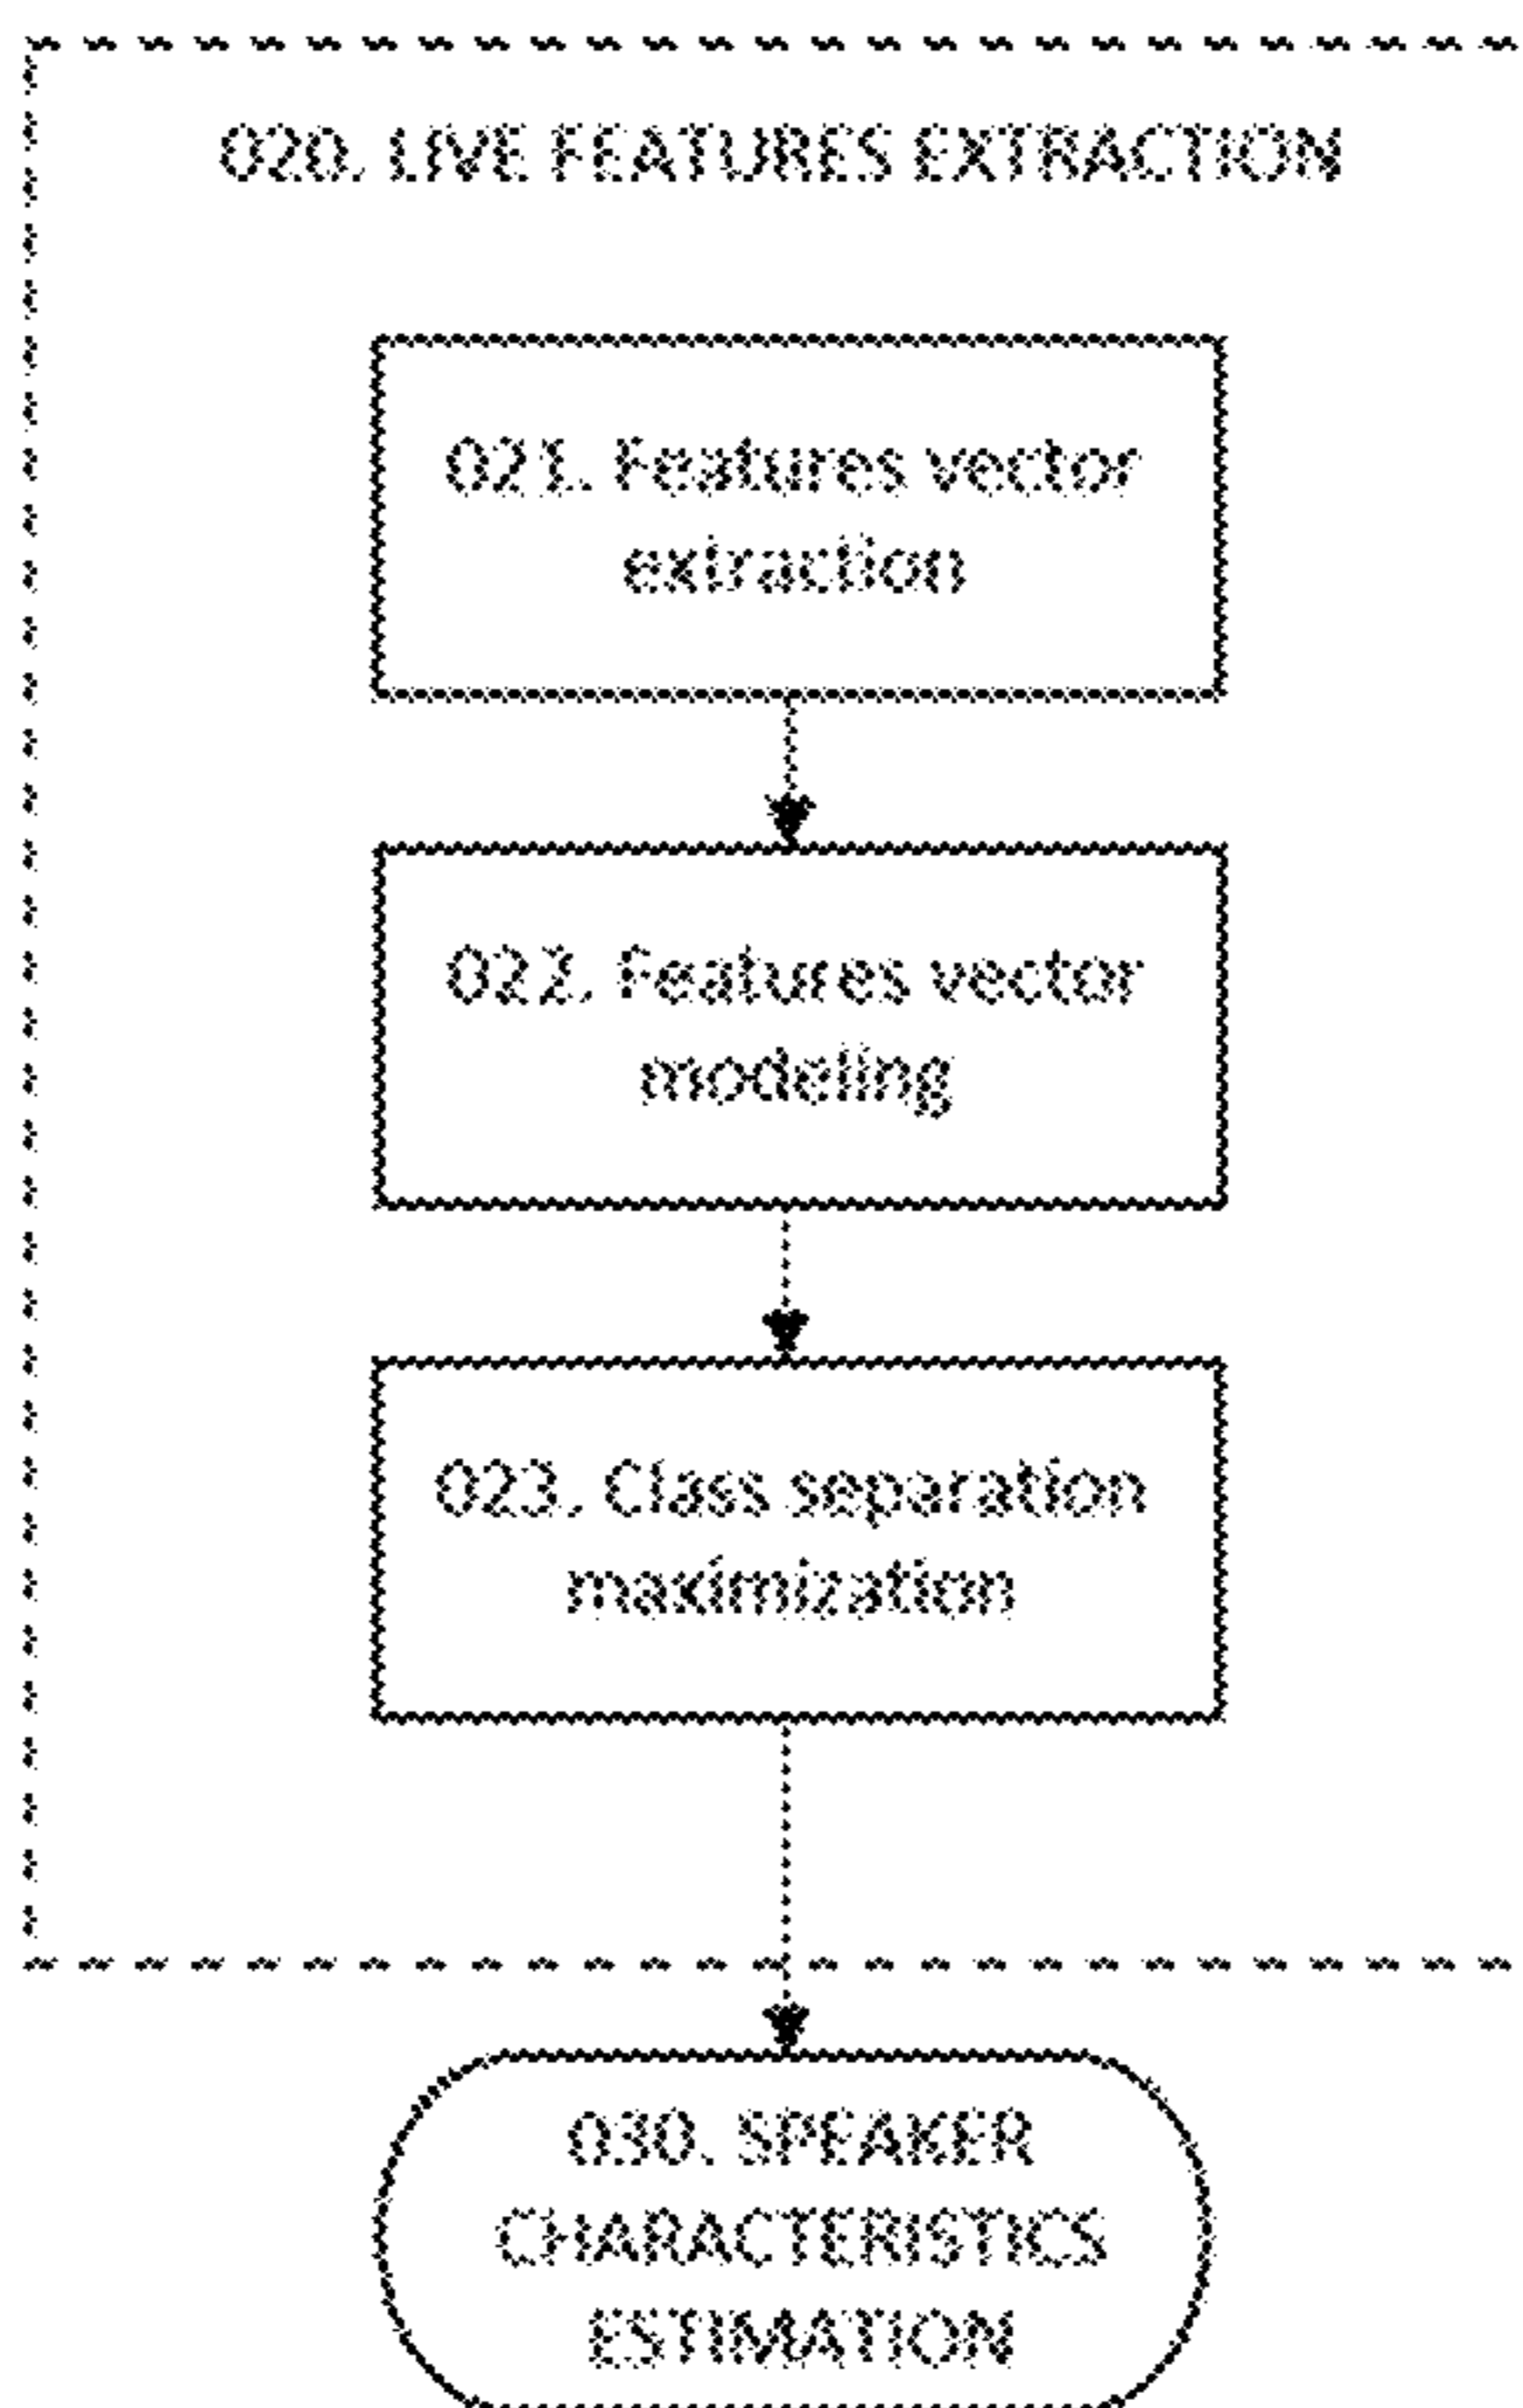 020. LIVE FEATURES EXTRACTION
021. Features vector
extraction
022. Features vector
modeling
023. Class separation
maximization
030. SPEAKER
CHARACTERISTICS
ESTIMATION